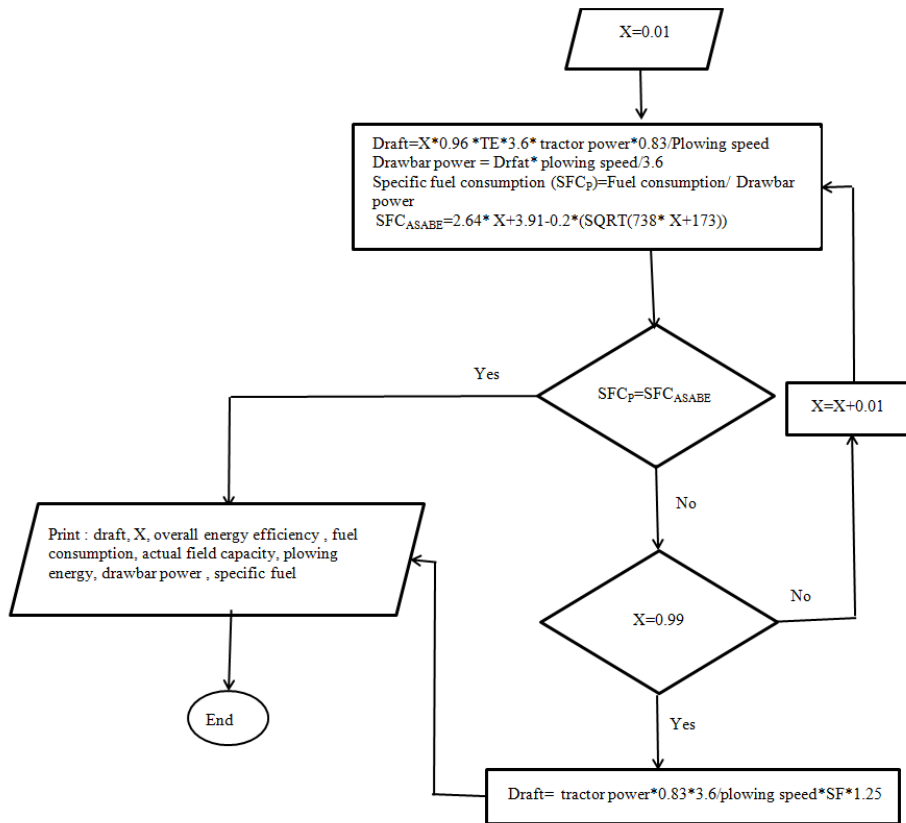 X=0.01
Draft=X*0.96 *TE*3.6* tractor power*0.83/Plowing speed
Drawbar power = Drfat* plowing speed/3.6
Specific fuel consumption (SFCP)=Fuel consumption/ Drawbar
power
SFCASABE=2.64* X+3.91-0.2*(SQRT(738* X+173))
Yes
SFCP=SFCASABE
X=X+0.01
No
Print : draft, X, overall energy efficiency , fuel
consumption, actual field capacity, plowing
energy, drawbar power , specific fuel
No
X=0.99
End
Yes
Draft= tractor power*0.83*3.6/plowing speed*SF*1.25